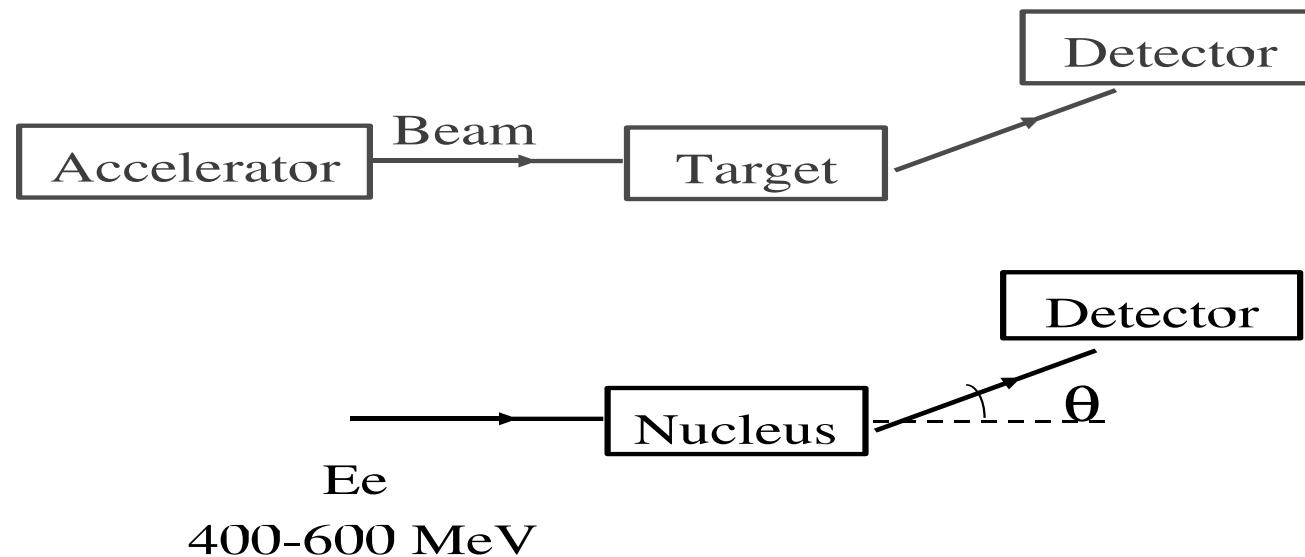 Detector
Beam
Accelerator
Target
Detector
θ
Nucleus
Ee
400-600 MeV